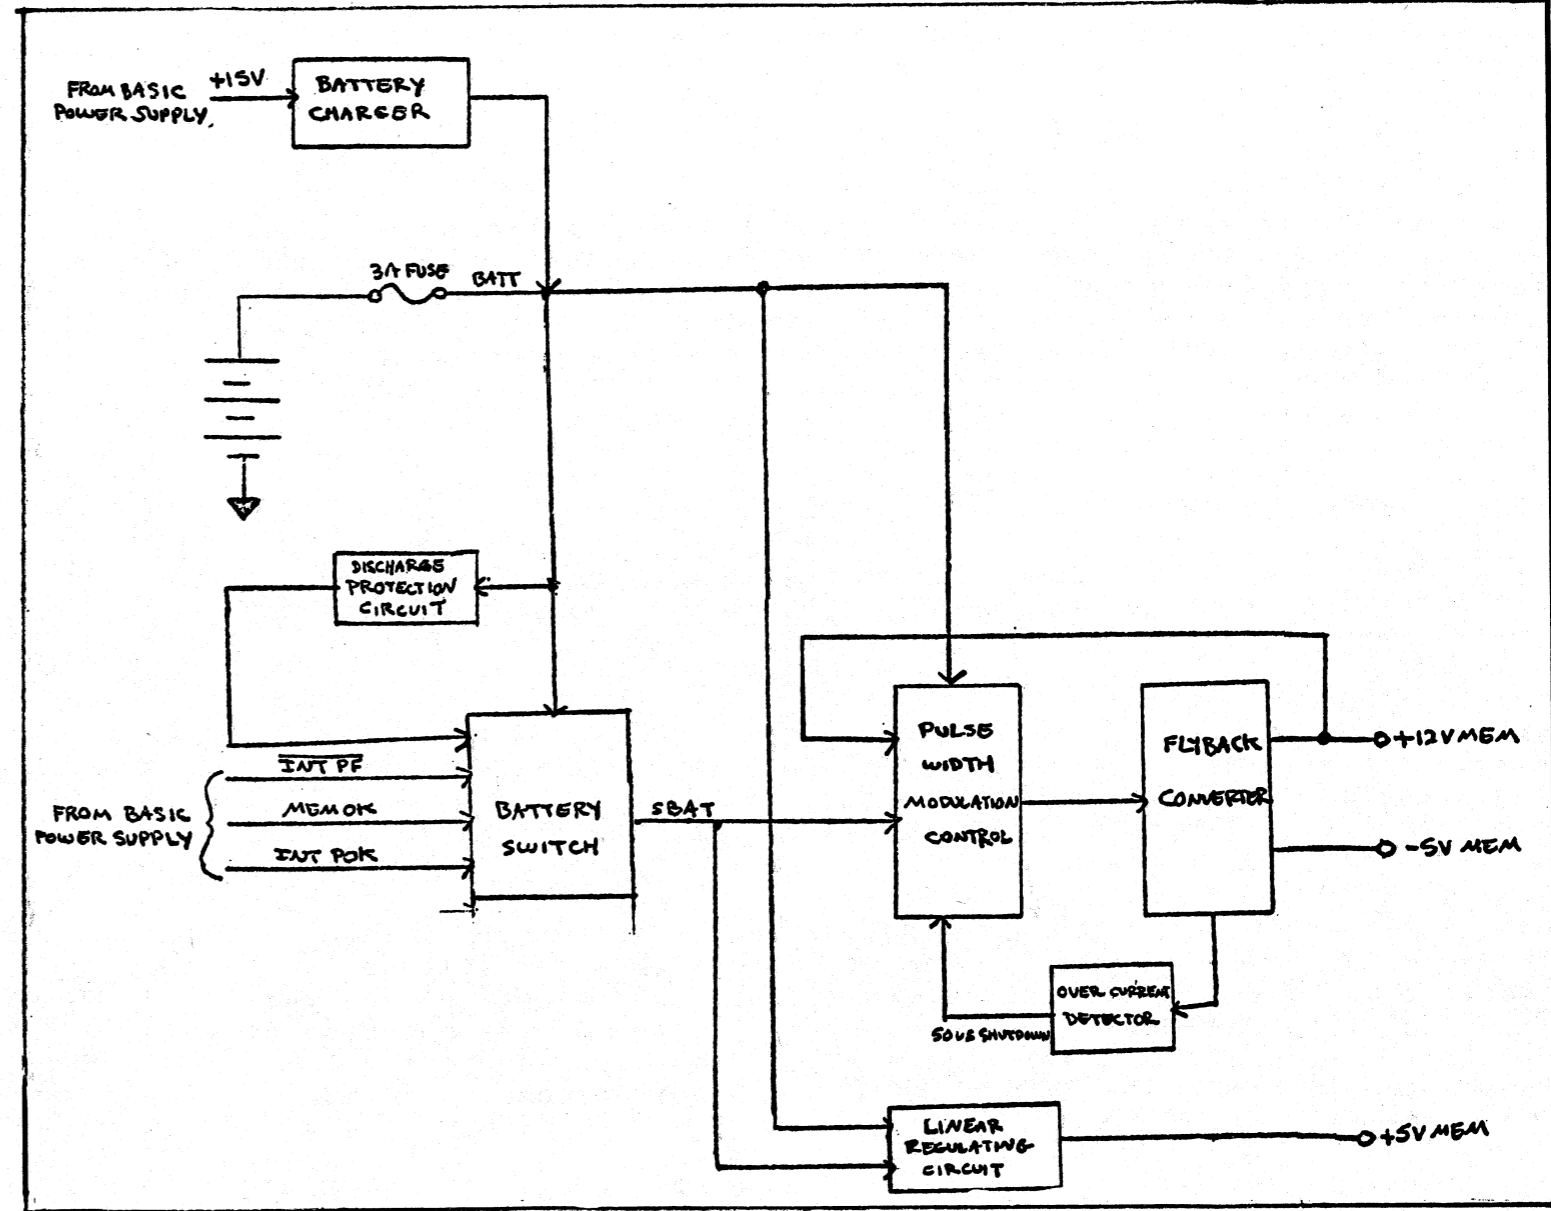 FROM BASIC
POWER SUPPLY.
+15V
BATTERY
CHARGER
3A FUSE
BATT
DISCHARGE
PROTECTION
CIRCUIT
INT PF
MEM OK
INT POK
FROM BASIC
POWER SUPPLY
BATTERY
SWITCH
SBAT
PULSE
WIDTH
MODULATION
CONTROL
FLYBACK
CONVERTER
+12V MEM
-5V MEM
OVER CURRENT
DETECTOR
50us SHUTDOWN
LINEAR
REGULATING
CIRCUIT
+5V MEM